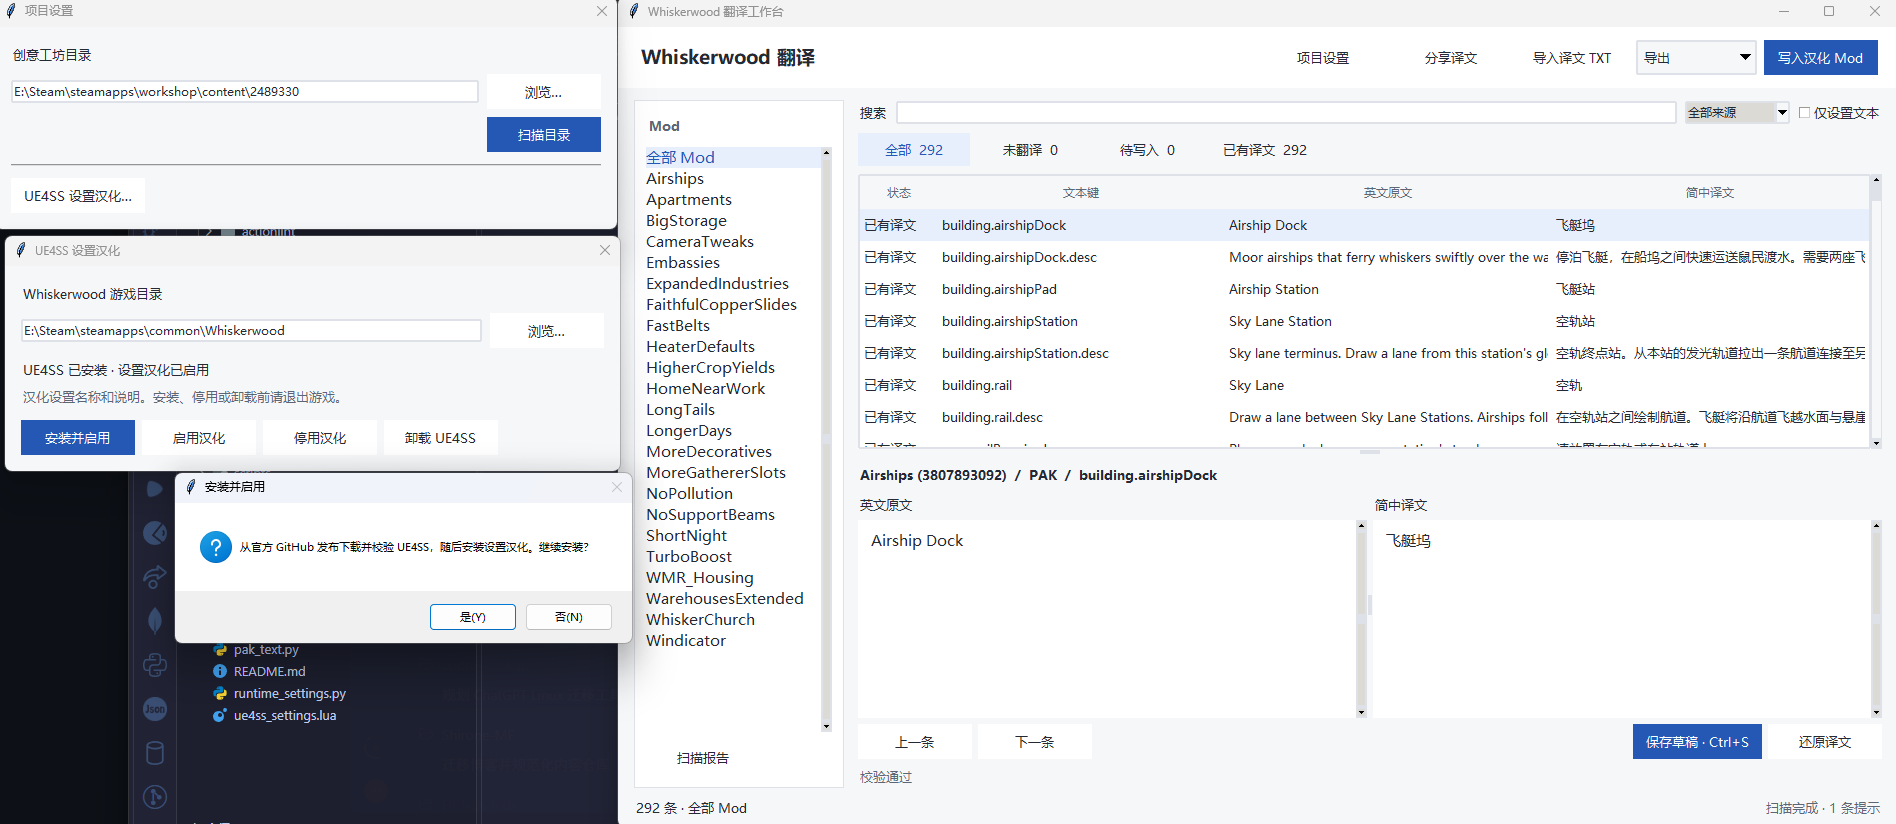 项目设置
创意工坊目录
E:\Steam\steamapps\workshop\content\2489330
浏览...
扫描目录
UE4SS 设置汉化...
actionlint
UE4SS 设置汉化
Whiskerwood 游戏目录
E:\Steam\steamapps\common\Whiskerwood
浏览...
UE4SS 已安装 · 设置汉化已启用
汉化设置名称和说明。安装、停用或卸载前请退出游戏。
安装并启用
启用汉化
停用汉化
卸载 UE4SS
安装并启用
从官方 GitHub 发布下载并校验 UE4SS，随后安装设置汉化。继续安装?
是(Y)
否(N)
Json
pak_text.py
README.md
runtime_settings.py
ue4ss_settings.lua
Whiskerwood 翻译工作台
Whiskerwood 翻译
项目设置
分享译文
导入译文 TXT
导出
写入汉化 Mod
Mod
全部 Mod
Airships
Apartments
BigStorage
CameraTweaks
Embassies
ExpandedIndustries
FaithfulCopperSlides
FastBelts
HeaterDefaults
HigherCropYields
HomeNearWork
LongTails
LongerDays
MoreDecoratives
MoreGathererSlots
NoPollution
NoSupportBeams
ShortNight
TurboBoost
WMR_Housing
WarehousesExtended
WhiskerChurch
Windicator
扫描报告
搜索
全部来源
仅设置文本
全部 292
未翻译 0
待写入 0
已有译文 292
状态 文本键 英文原文 简中译文
已有译文 building.airshipDock Airship Dock 飞艇坞
已有译文 building.airshipDock.desc Moor airships that ferry whiskers swiftly over the wa 停泊飞艇，在船坞之间快速运送鼠民渡水。需要两座飞
已有译文 building.airshipPad Airship Station 飞艇站
已有译文 building.airshipStation Sky Lane Station 空轨站
已有译文 building.airshipStation.desc Sky lane terminus. Draw a lane from this station's gl 空轨终点站。从本站的发光轨道拉出一条航道连接至另
已有译文 building.rail Sky Lane 空轨
已有译文 building.rail.desc Draw a lane between Sky Lane Stations. Airships foll 在空轨站之间绘制航道。飞艇将沿航道飞越水面与悬崖
Airships (3807893092) / PAK / building.airshipDock
英文原文
简中译文
Airship Dock
飞艇坞
上一条
下一条
保存草稿 · Ctrl+S
还原译文
校验通过
292 条 · 全部 Mod
扫描完成 · 1 条提示